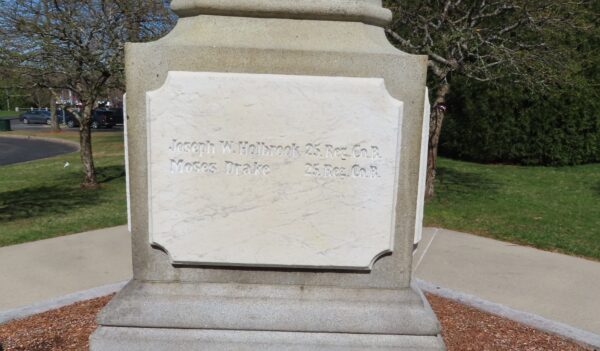 Joseph W. Holbrook 25. Reg. Co. B.
Moses Drake 25. Reg. Co. B.